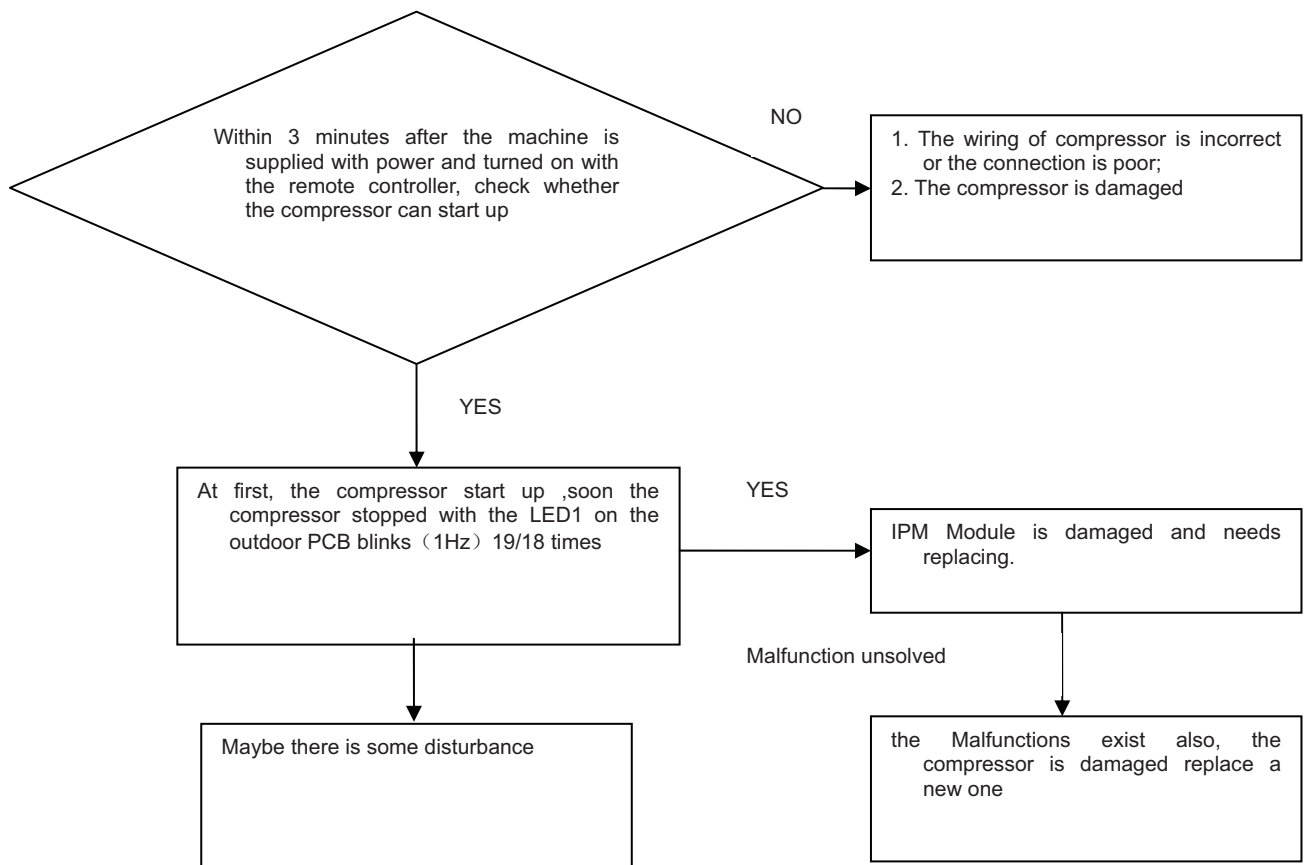 Within 3 minutes after the machine is
supplied with power and turned on with
the remote controller, check whether
the compressor can start up
NO
1. The wiring of compressor is incorrect
or the connection is poor;
2. The compressor is damaged
YES
At first, the compressor start up ,soon the
compressor stopped with the LED1 on the
outdoor PCB blinks（1Hz）19/18 times
YES
IPM Module is damaged and needs
replacing.
Malfunction unsolved
Maybe there is some disturbance
the Malfunctions exist also, the
compressor is damaged replace a
new one